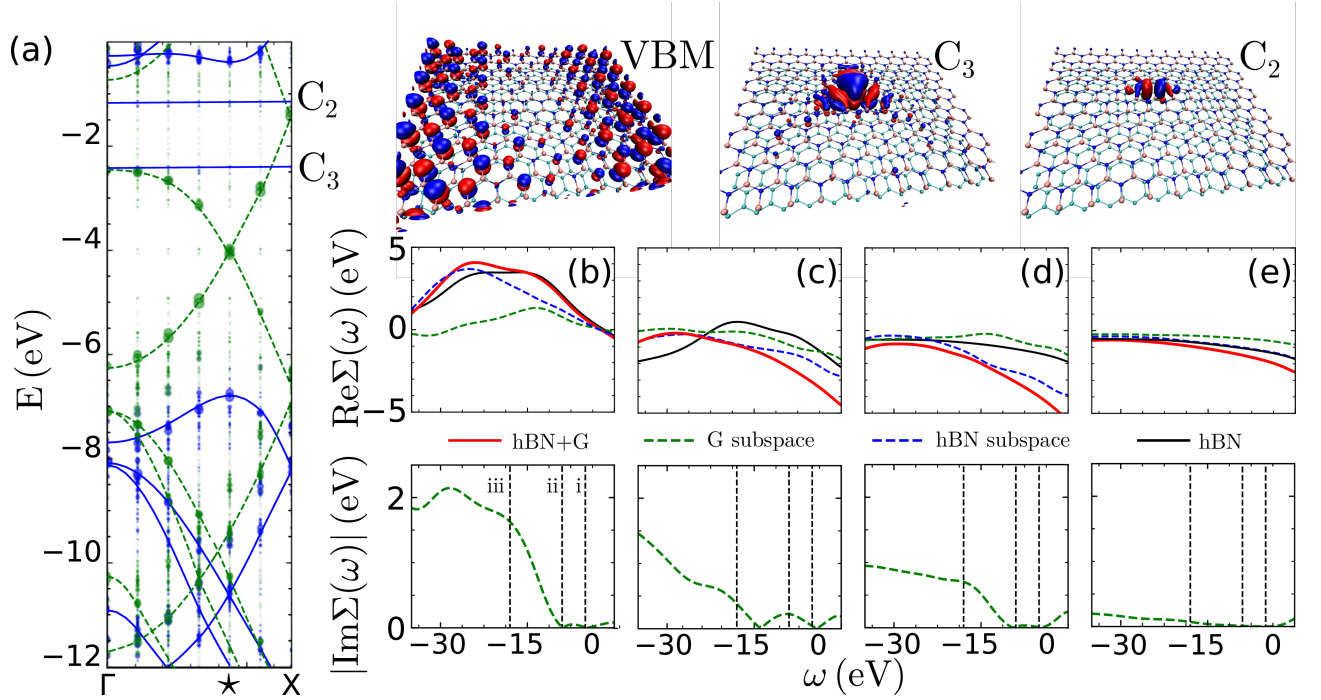 (a)
E (eV)
−2
−4
−6
−8
−10
−12
Γ ★ X
C₂
C₃
VBM
C₃
C₂
ReΣ(ω) (eV)
5
0
−5
(b)
(c)
(d)
(e)
hBN+G
G subspace
hBN subspace
hBN
|ImΣ(ω)| (eV)
2
0
iii ii i
−30 −15 0
−30 −15 0
−30 −15 0
−30 −15 0
ω (eV)